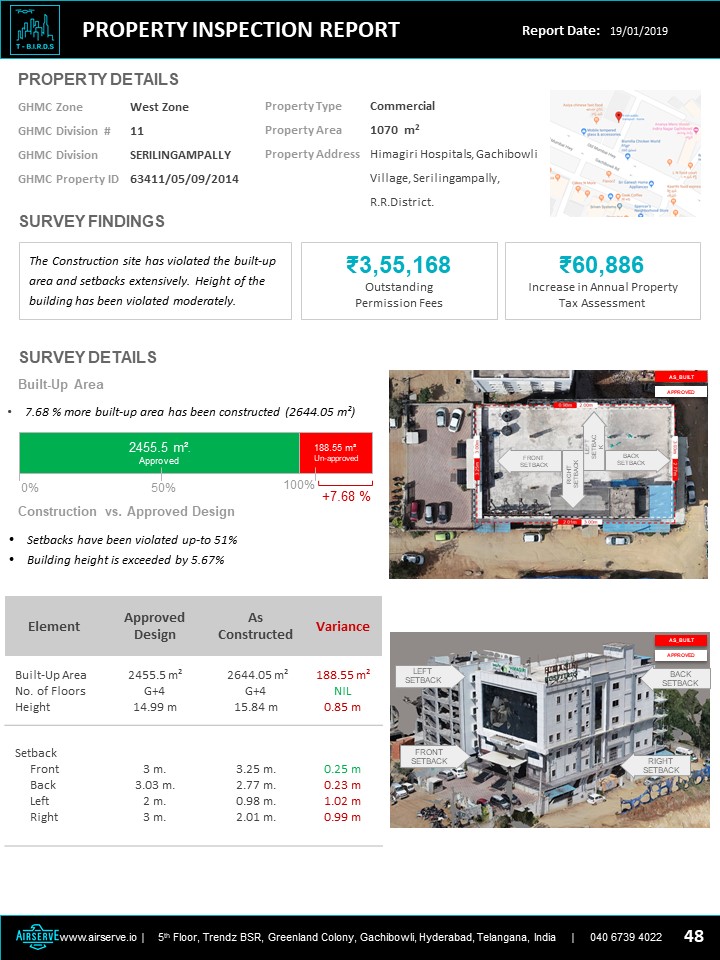 T - B.I.R.D.S
PROPERTY INSPECTION REPORT
Report Date: 19/01/2019
PROPERTY DETAILS
GHMC Zone West Zone
GHMC Division # 11
GHMC Division SERILINGAMPALLY
GHMC Property ID 63411/05/09/2014
Property Type Commercial
Property Area 1070 m²
Property Address Himagiri Hospitals, Gachibowli
Village, Serilingampally,
R.R.District.
SURVEY FINDINGS
The Construction site has violated the built-up
area and setbacks extensively. Height of the
building has been violated moderately.
₹3,55,168
Outstanding
Permission Fees
₹60,886
Increase in Annual Property
Tax Assessment
SURVEY DETAILS
Built-Up Area
• 7.68 % more built-up area has been constructed (2644.05 m²)
2455.5 m².
Approved
188.55 m²
Un-approved
0% 50% 100%
+7.68 %
Construction vs. Approved Design
• Setbacks have been violated up-to 51%
• Building height is exceeded by 5.67%
AS_BUILT
APPROVED
FRONT
SETBACK
LEFT
SETBAC
K
BACK
SETBACK
RIGHT
SETBACK
Element Approved Design As Constructed Variance
Built-Up Area 2455.5 m² 2644.05 m² 188.55 m²
No. of Floors G+4 G+4 NIL
Height 14.99 m 15.84 m 0.85 m
Setback
Front 3 m. 3.25 m. 0.25 m
Back 3.03 m. 2.77 m. 0.23 m
Left 2 m. 0.98 m. 1.02 m
Right 3 m. 2.01 m. 0.99 m
AS_BUILT
APPROVED
LEFT
SETBACK
BACK
SETBACK
FRONT
SETBACK
RIGHT
SETBACK
AIRSERVE www.airserve.io | 5th Floor, Trendz BSR, Greenland Colony, Gachibowli, Hyderabad, Telangana, India | 040 6739 4022 48